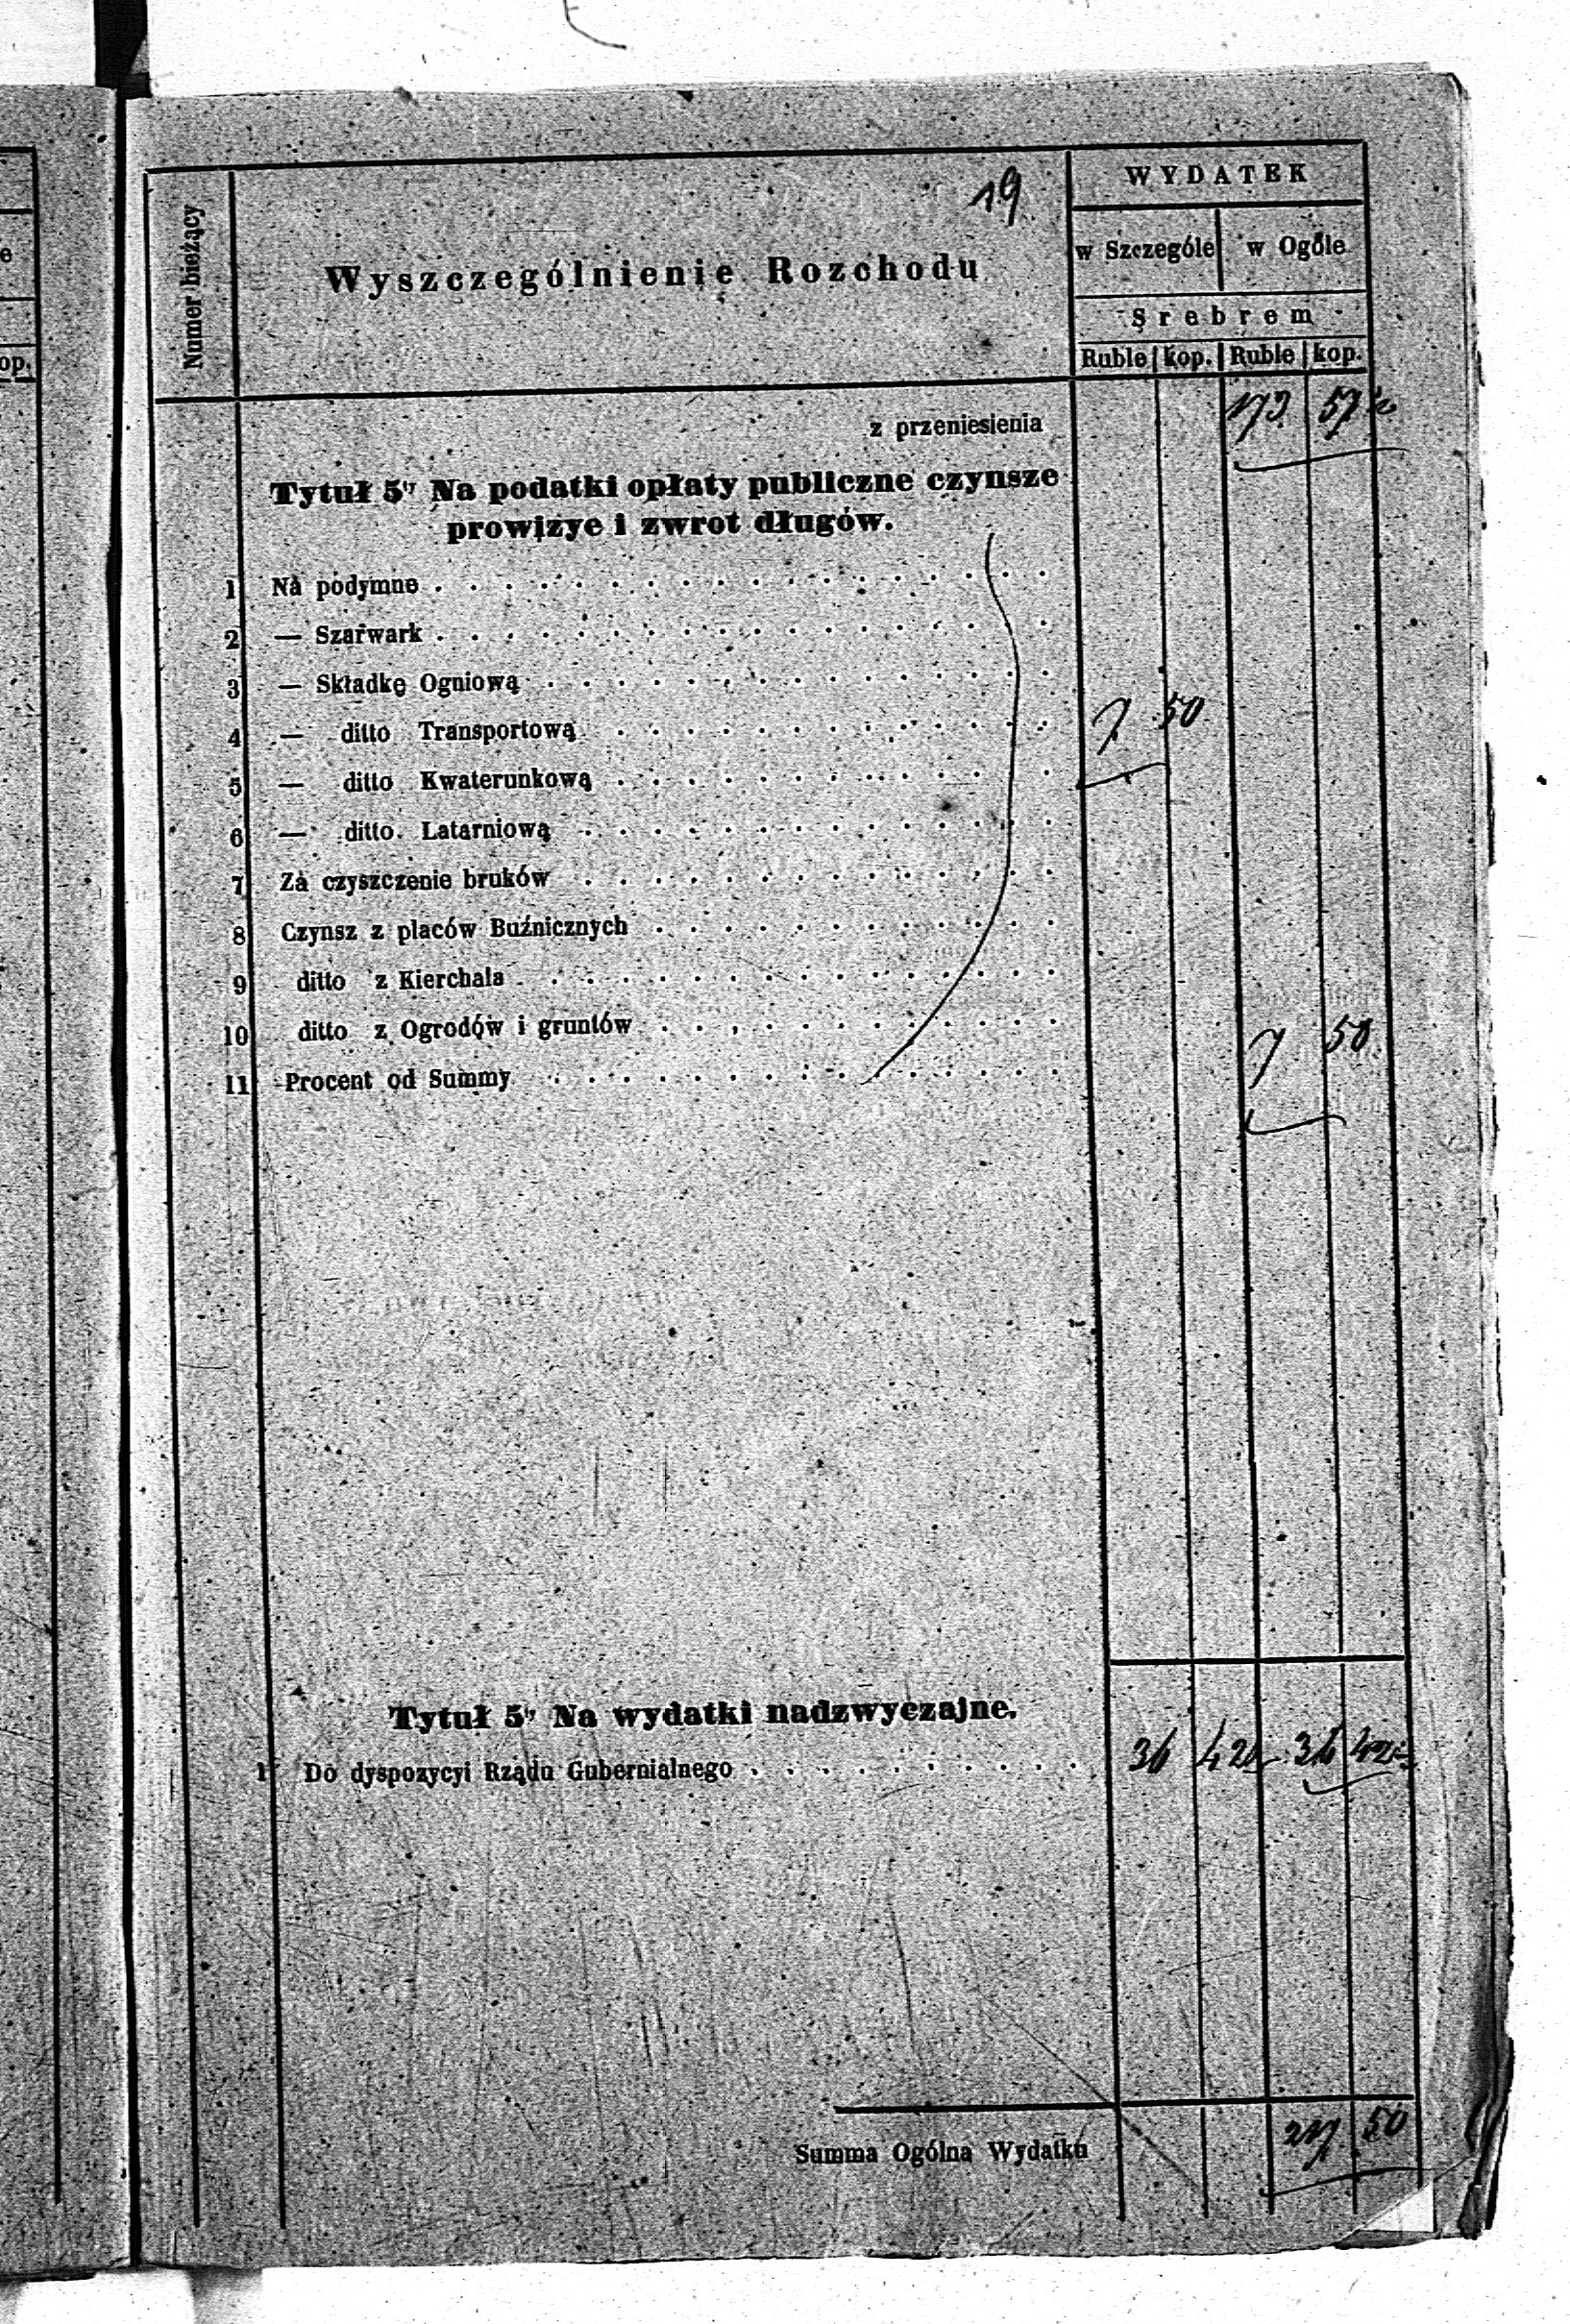 e
op.
19
Numer bieżący
Wyszczególnienie Rozchodu
WYDATEK
w Szczególe w Ogóle
Srebrem
Ruble kop. Ruble kop.
z przeniesienia 173 57½
Tytuł 5ty Na podatki opłaty publiczne czynsze
prowizye i zwrot długów.
1 Na podymne
2 — Szarwark
3 — Składkę Ogniową
4 — ditto Transportową 7 50
5 — ditto Kwaterunkową
6 — ditto Latarniową
7 Za czyszczenie bruków
8 Czynsz z placów Buźnicznych
9 ditto z Kierchala
10 ditto z Ogrodów i gruntów 7 50
11 Procent od Summy
Tytuł 5ty Na wydatki nadzwyczajne.
1 Do dyspozycyi Rządu Gubernialnego 36 42½ 36 42½
Summa Ogólna Wydatku 217 50